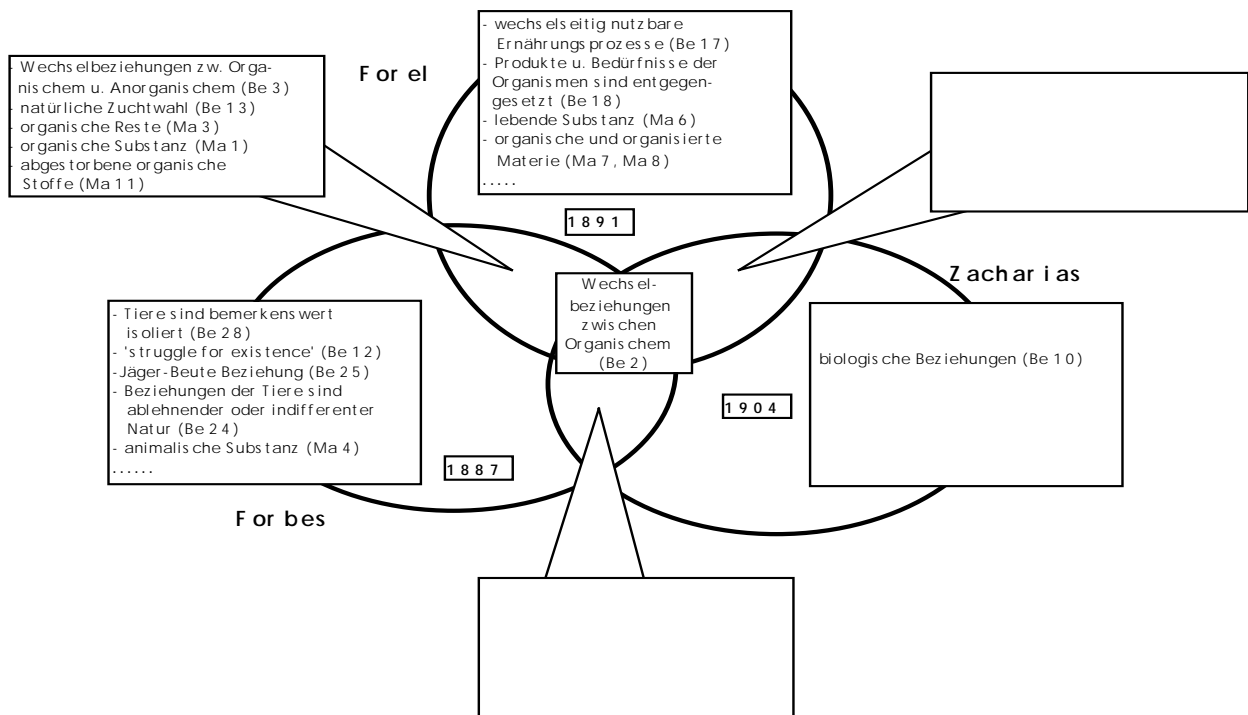 - Wechselbeziehungen zw. Orga-
nischem u. Anorganischem (Be 3)
- natürliche Zuchtwahl (Be 13)
- organische Reste (Ma 3)
- organische Substanz (Ma 1)
- abgestorbene organische
Stoffe (Ma 11)
Forel
- wechselseitig nutzbare
Ernährungsprozesse (Be 17)
- Produkte u. Bedürfnisse der
Organismen sind entgegen-
gesetzt (Be 18)
- lebende Substanz (Ma 6)
- organische und organisierte
Materie (Ma 7, Ma 8)
.....
1891
Zacharias
Wechsel-
beziehungen
zwischen
Organischem
(Be 2)
- Tiere sind bemerkenswert
isoliert (Be 28)
- 'struggle for existence' (Be 12)
-Jäger-Beute Beziehung (Be 25)
- Beziehungen der Tiere sind
ablehnender oder indifferenter
Natur (Be 24)
- animalische Substanz (Ma 4)
......
biologische Beziehungen (Be 10)
1904
1887
Forbes